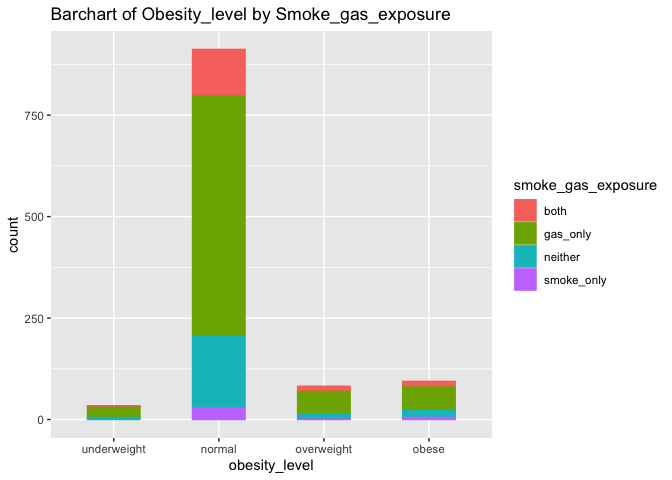 Barchart of Obesity_level by Smoke_gas_exposure
count
750
500
250
0
underweight normal overweight obese
obesity_level
smoke_gas_exposure
both
gas_only
neither
smoke_only